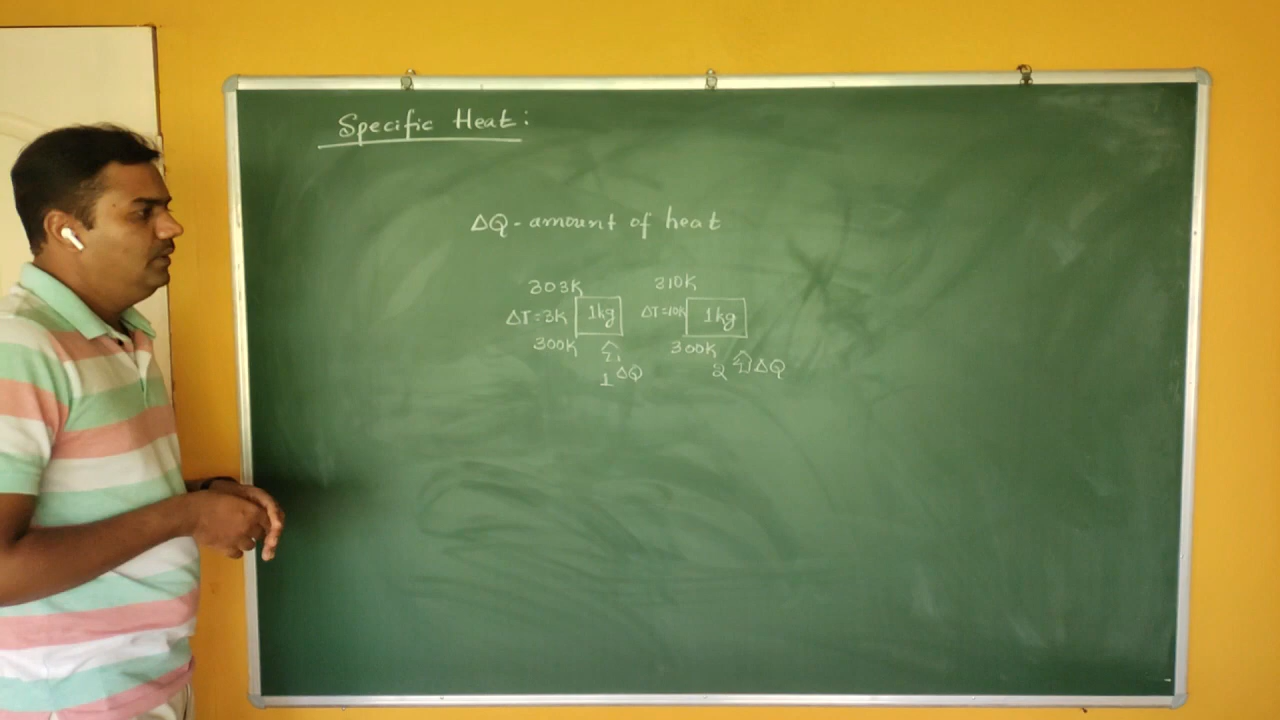 Specific Heat:
ΔQ - amount of heat
303K 310K
ΔT=3K 1kg ΔT=10K 1kg
300K 300K
1 ΔQ 2 ΔQ